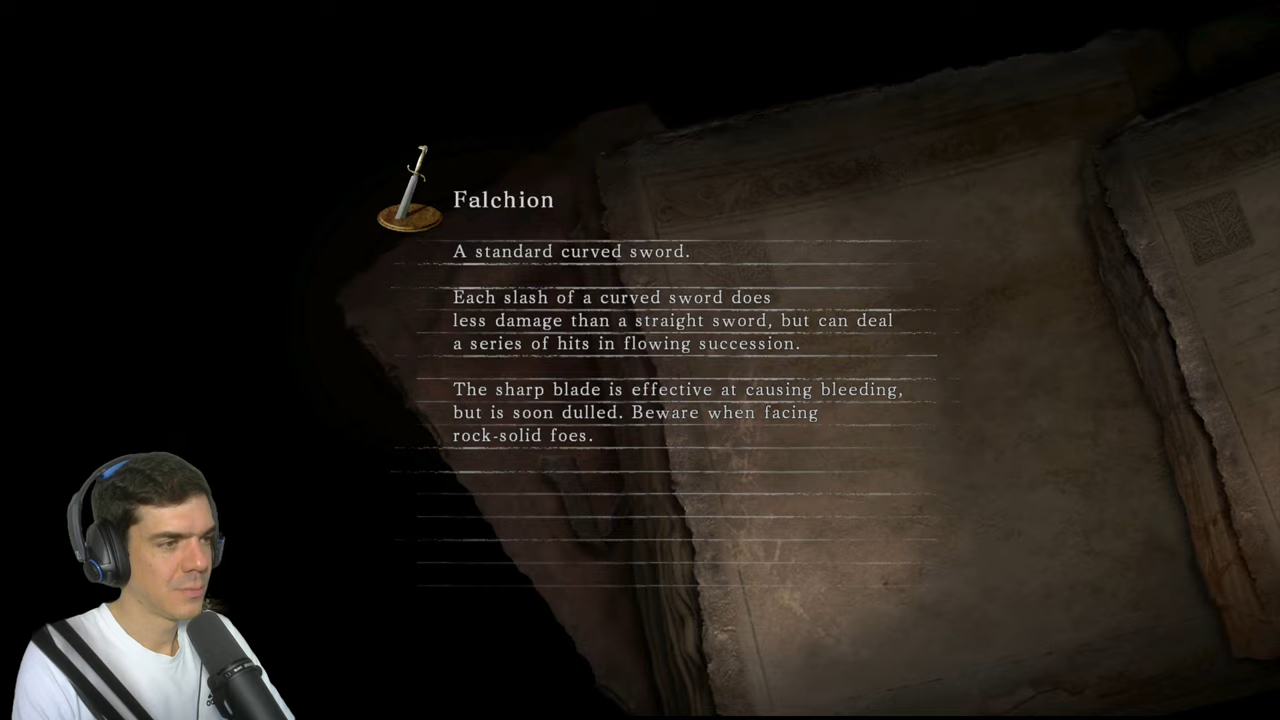 Falchion
A standard curved sword.
Each slash of a curved sword does
less damage than a straight sword, but can deal
a series of hits in flowing succession.
The sharp blade is effective at causing bleeding,
but is soon dulled. Beware when facing
rock-solid foes.